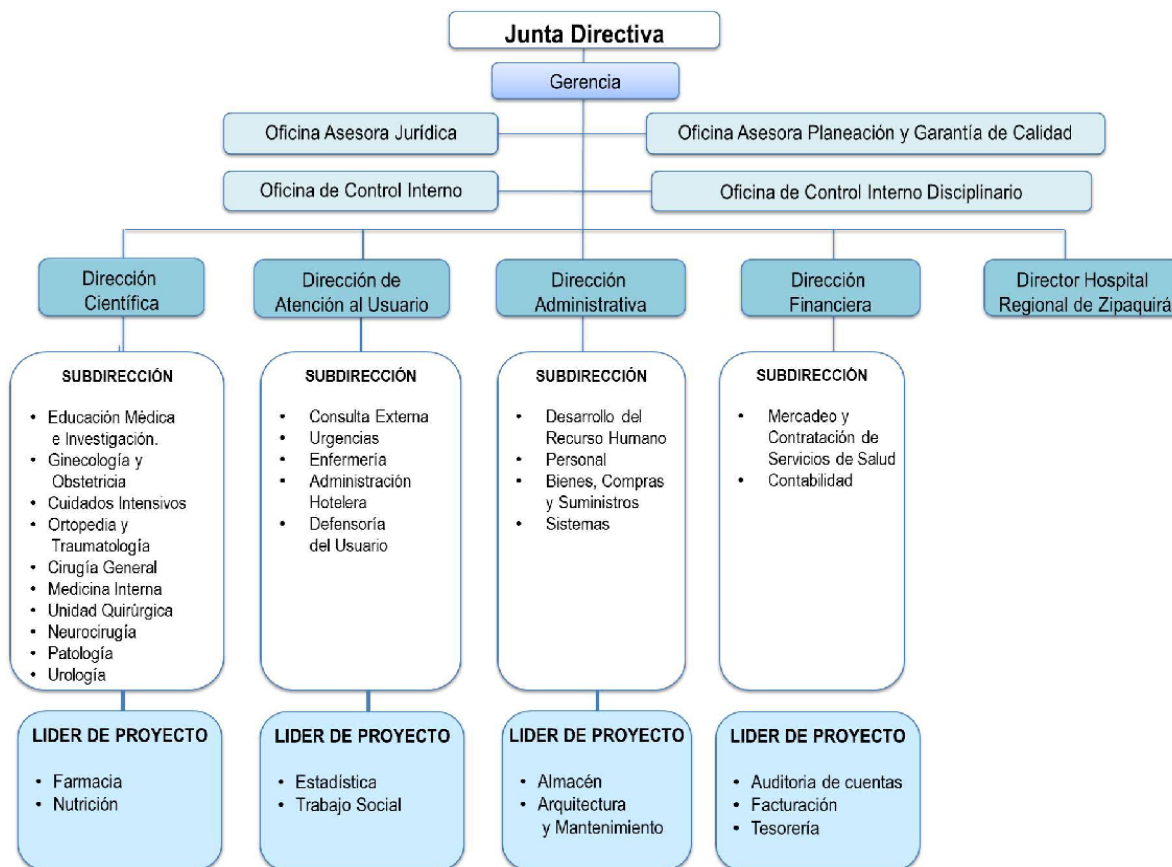 Junta Directiva
Gerencia
Oficina Asesora Jurídica
Oficina Asesora Planeación y Garantía de Calidad
Oficina de Control Interno
Oficina de Control Interno Disciplinario
Dirección
Científica
Dirección de
Atención al Usuario
Dirección
Administrativa
Dirección
Financiera
Director Hospital
Regional de Zipaquirá
SUBDIRECCIÓN
• Educación Médica
e Investigación.
• Ginecología y
Obstetricia
• Cuidados Intensivos
• Ortopedia y
Traumatología
• Cirugía General
• Medicina Interna
• Unidad Quirúrgica
• Neurocirugía
• Patología
• Urología
SUBDIRECCIÓN
• Consulta Externa
• Urgencias
• Enfermería
• Administración
Hotelera
• Defensoría
del Usuario
SUBDIRECCIÓN
• Desarrollo del
Recurso Humano
• Personal
• Bienes, Compras
y Suministros
• Sistemas
SUBDIRECCIÓN
• Mercadeo y
Contratación de
Servicios de Salud
• Contabilidad
LIDER DE PROYECTO
• Farmacia
• Nutrición
LIDER DE PROYECTO
• Estadística
• Trabajo Social
LIDER DE PROYECTO
• Almacén
• Arquitectura
y Mantenimiento
LIDER DE PROYECTO
• Auditoria de cuentas
• Facturación
• Tesorería